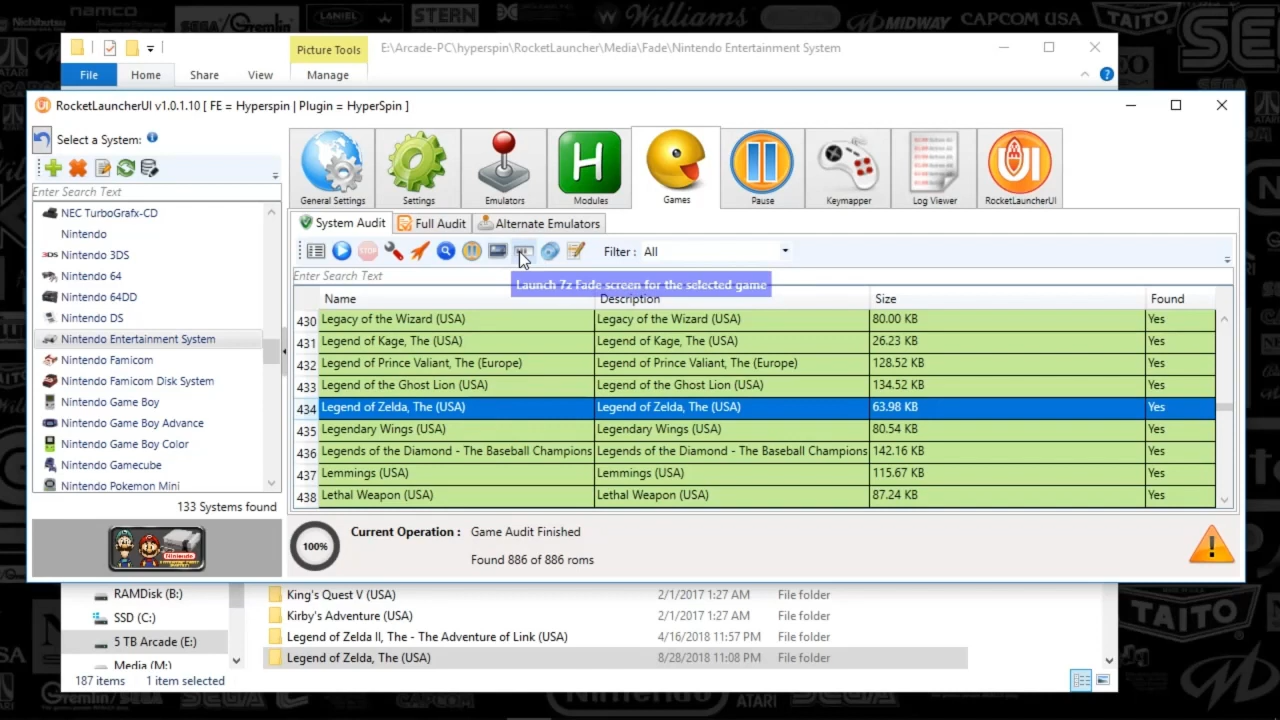 Nichibutsu
namco
SEGA/Gremlin
LANIEL
STERN
Williams
MIDWAY
CAPCOM USA
TAITO
SE
ATARI
Picture Tools
E:\Arcade-PC\hyperspin\RocketLauncher\Media\Fade\Nintendo Entertainment System
File
Home
Share
View
Manage
RocketLauncherUI v1.0.1.10 [ FE = Hyperspin | Plugin = HyperSpin ]
Select a System:
General Settings
Settings
Emulators
Modules
Games
Pause
Keymapper
Log Viewer
RocketLauncherUI
Enter Search Text
System Audit
Full Audit
Alternate Emulators
Filter :
All
Enter Search Text
Launch 7z Fade screen for the selected game
Name
Description
Size
Found
NEC TurboGrafx-CD
Nintendo
Nintendo 3DS
Nintendo 64
Nintendo 64DD
Nintendo DS
Nintendo Entertainment System
Nintendo Famicom
Nintendo Famicom Disk System
Nintendo Game Boy
Nintendo Game Boy Advance
Nintendo Game Boy Color
Nintendo Gamecube
Nintendo Pokemon Mini
133 Systems found
430 Legacy of the Wizard (USA) Legacy of the Wizard (USA) 80.00 KB Yes
431 Legend of Kage, The (USA) Legend of Kage, The (USA) 26.23 KB Yes
432 Legend of Prince Valiant, The (Europe) Legend of Prince Valiant, The (Europe) 128.52 KB Yes
433 Legend of the Ghost Lion (USA) Legend of the Ghost Lion (USA) 134.52 KB Yes
434 Legend of Zelda, The (USA) Legend of Zelda, The (USA) 63.98 KB Yes
435 Legendary Wings (USA) Legendary Wings (USA) 80.54 KB Yes
436 Legends of the Diamond - The Baseball Champions Legends of the Diamond - The Baseball Champions 142.16 KB Yes
437 Lemmings (USA) Lemmings (USA) 115.67 KB Yes
438 Lethal Weapon (USA) Lethal Weapon (USA) 87.24 KB Yes
100%
Current Operation : Game Audit Finished
Found 886 of 886 roms
RAMDisk (B:)
SSD (C:)
5 TB Arcade (E:)
Media (M:)
King's Quest V (USA) 2/1/2017 1:27 AM File folder
Kirby's Adventure (USA) 2/1/2017 1:27 AM File folder
Legend of Zelda II, The - The Adventure of Link (USA) 4/16/2018 11:57 PM File folder
Legend of Zelda, The (USA) 8/28/2018 11:08 PM File folder
187 items
1 item selected
TAITO
ATARI